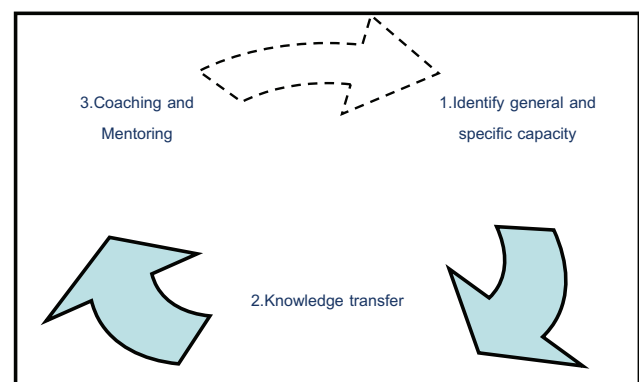 3.Coaching and
Mentoring
1.Identify general and
specific capacity
2.Knowledge transfer